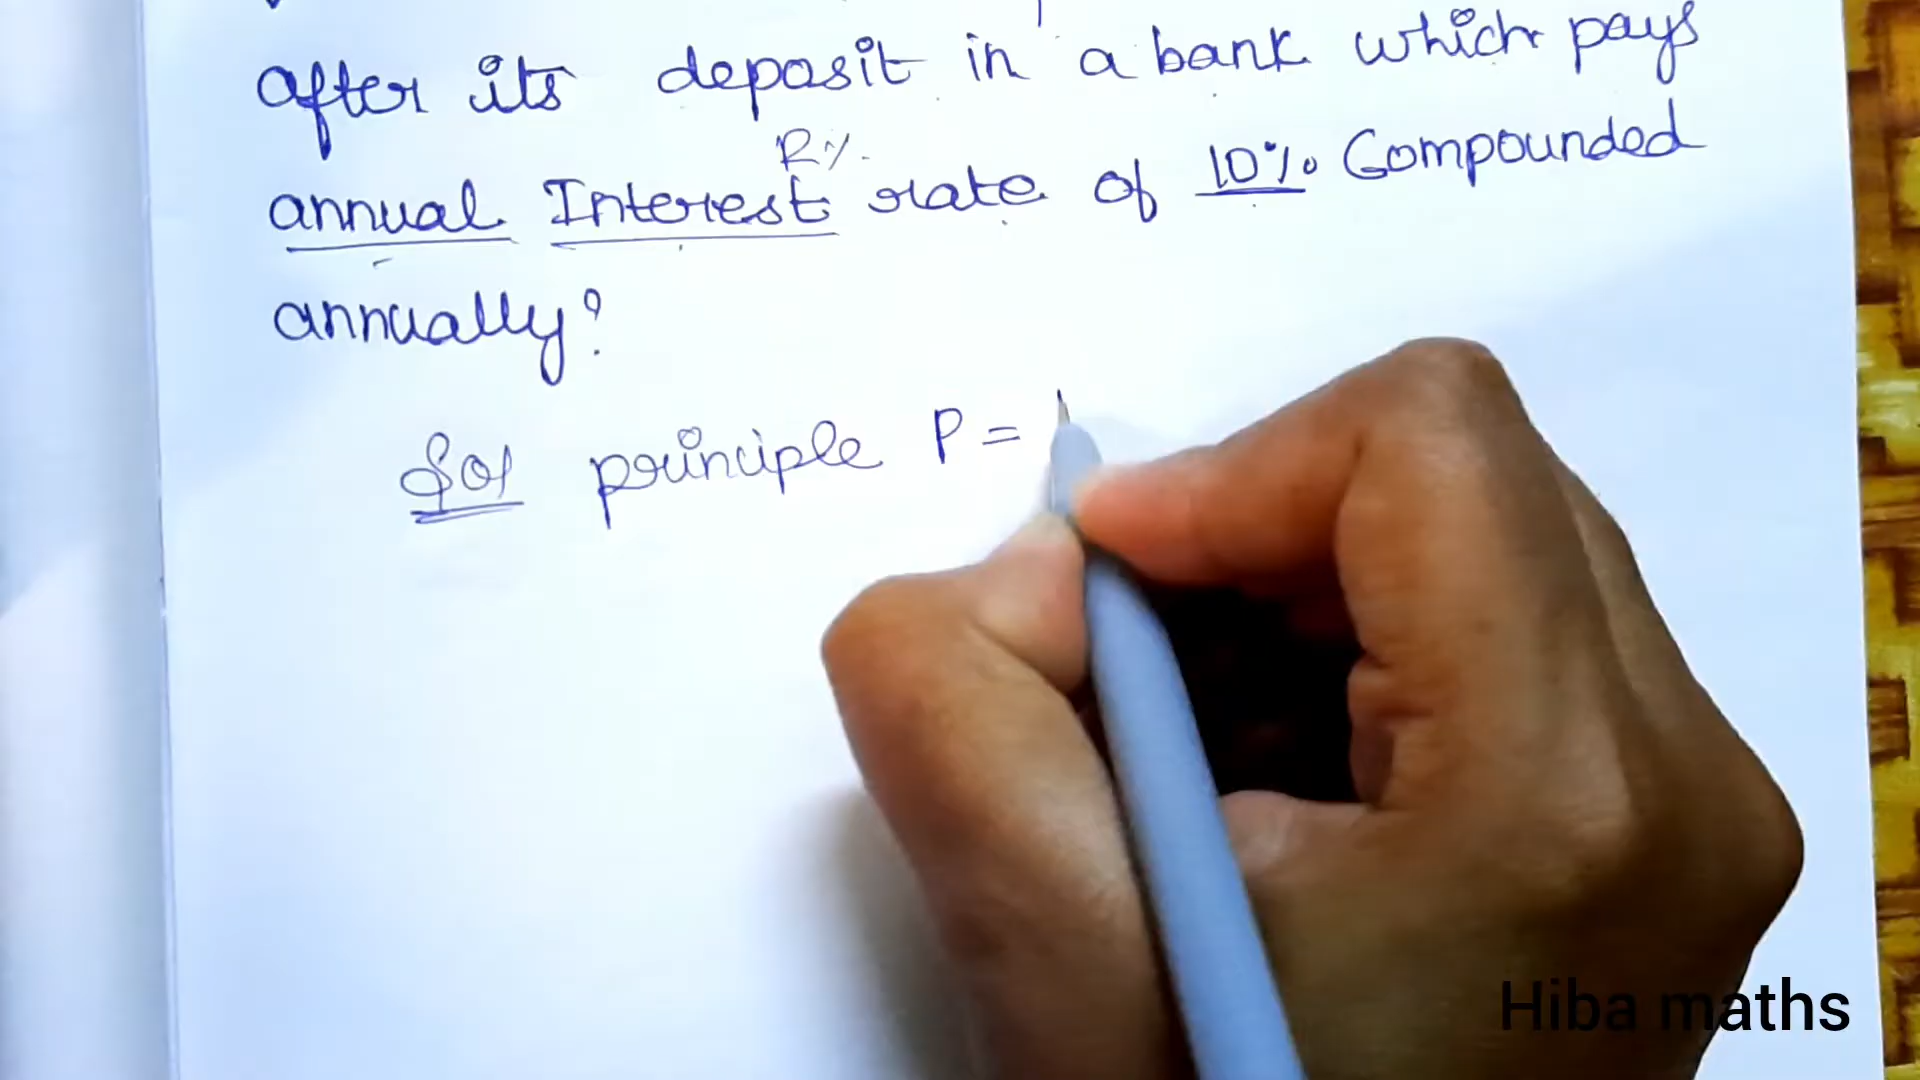 after its deposit in a bank which pays
R%.
annual Interest rate of 10% Compounded
annually?
Sol principle P =
Hiba maths